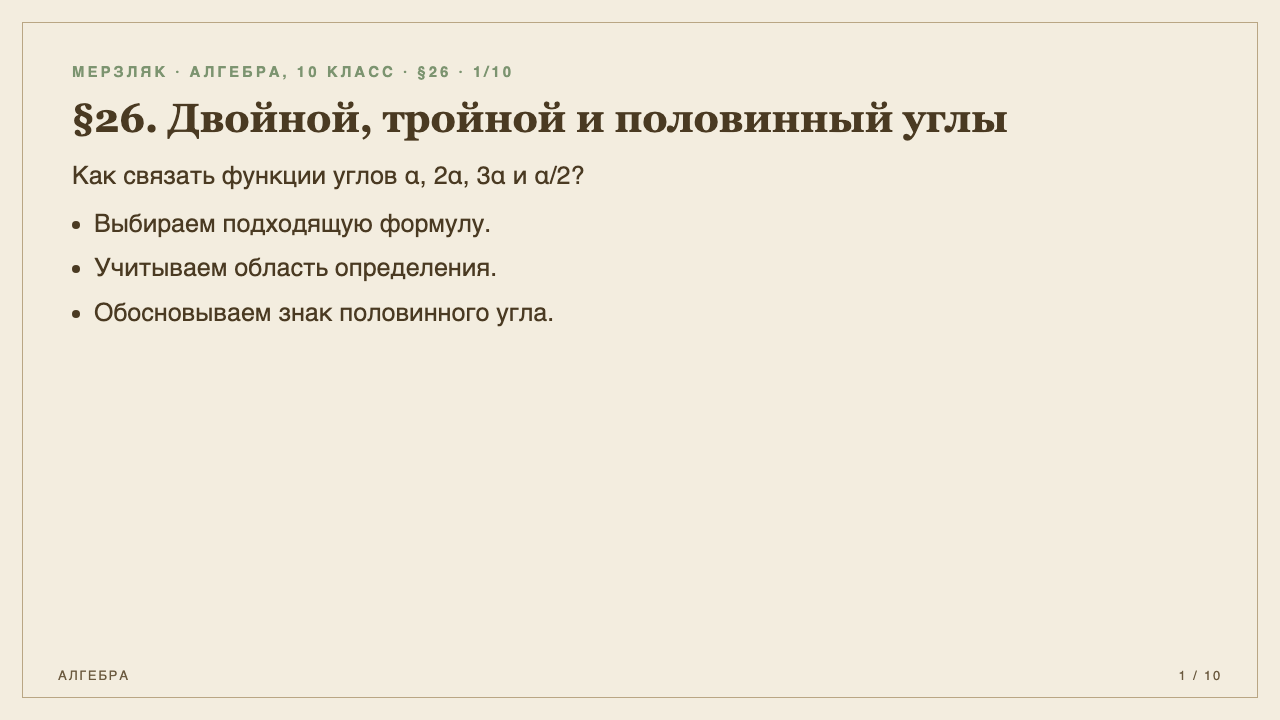 МЕРЗЛЯК · АЛГЕБРА, 10 КЛАСС · §26 · 1/10
§26. Двойной, тройной и половинный углы
Как связать функции углов α, 2α, 3α и α/2?
• Выбираем подходящую формулу.
• Учитываем область определения.
• Обосновываем знак половинного угла.
АЛГЕБРА
1 / 10